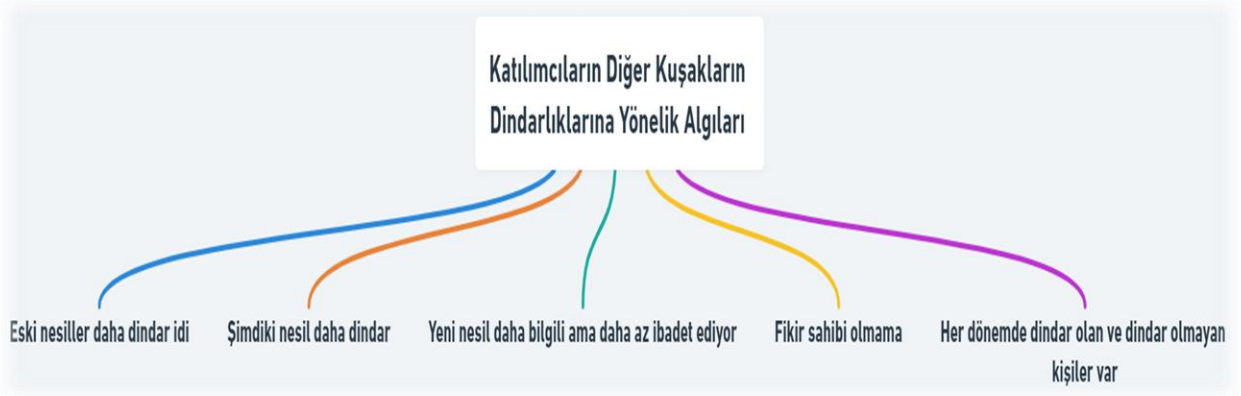 Katılımcıların Diğer Kuşakların
Dindarlıklarına Yönelik Algıları
Eski nesiller daha dindar idi
Şimdiki nesil daha dindar
Yeni nesil daha bilgili ama daha az ibadet ediyor
Fikir sahibi olmama
Her dönemde dindar olan ve dindar olmayan
kişiler var